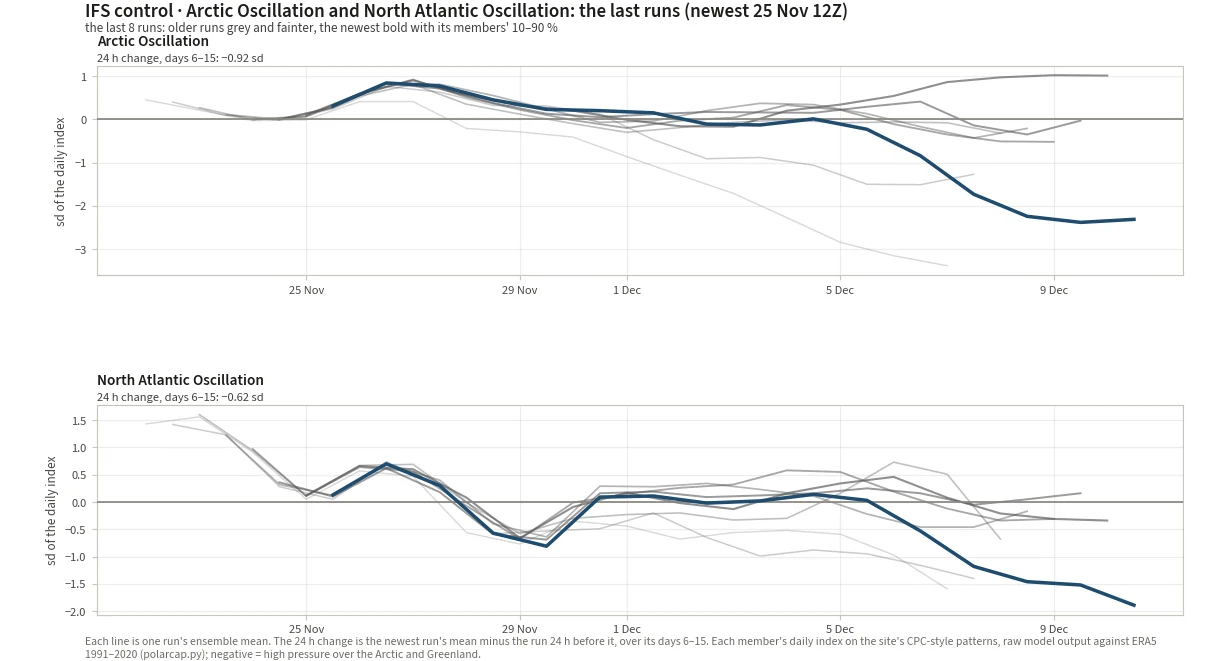 IFS control · Arctic Oscillation and North Atlantic Oscillation: the last runs (newest 25 Nov 12Z)
the last 8 runs: older runs grey and fainter, the newest bold with its members' 10–90 %
Arctic Oscillation
24 h change, days 6–15: −0.92 sd
sd of the daily index
1
0
−1
−2
−3
25 Nov
29 Nov
1 Dec
5 Dec
9 Dec
North Atlantic Oscillation
24 h change, days 6–15: −0.62 sd
sd of the daily index
1.5
1.0
0.5
0.0
−0.5
−1.0
−1.5
−2.0
25 Nov
29 Nov
1 Dec
5 Dec
9 Dec
Each line is one run's ensemble mean. The 24 h change is the newest run's mean minus the run 24 h before it, over its days 6–15. Each member's daily index on the site's CPC-style patterns, raw model output against ERA5
1991–2020 (polarcap.py); negative = high pressure over the Arctic and Greenland.